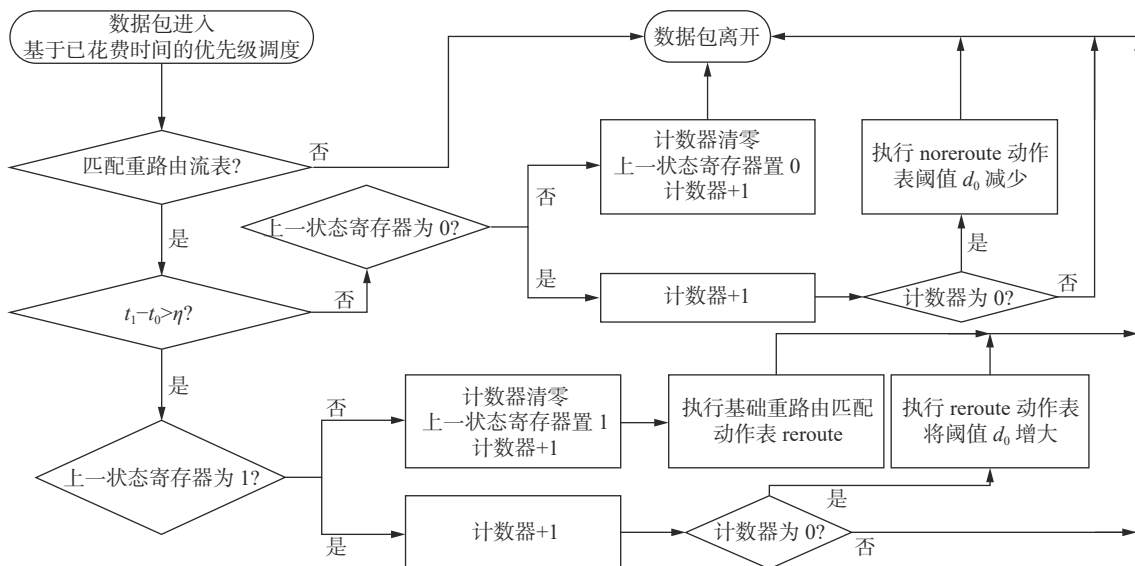 数据包进入
基于已花费时间的优先级调度
数据包离开
匹配重路由流表?
否
是
上一状态寄存器为 0?
否
是
计数器清零
上一状态寄存器置 0
计数器+1
执行 noreroute 动作
表阈值 d₀ 减少
是
计数器+1
计数器为 0?
否
t₁−t₀>η?
否
是
上一状态寄存器为 1?
否
是
计数器清零
上一状态寄存器置 1
计数器+1
执行基础重路由匹配
动作表 reroute
执行 reroute 动作表
将阈值 d₀ 增大
是
计数器+1
计数器为 0?
否